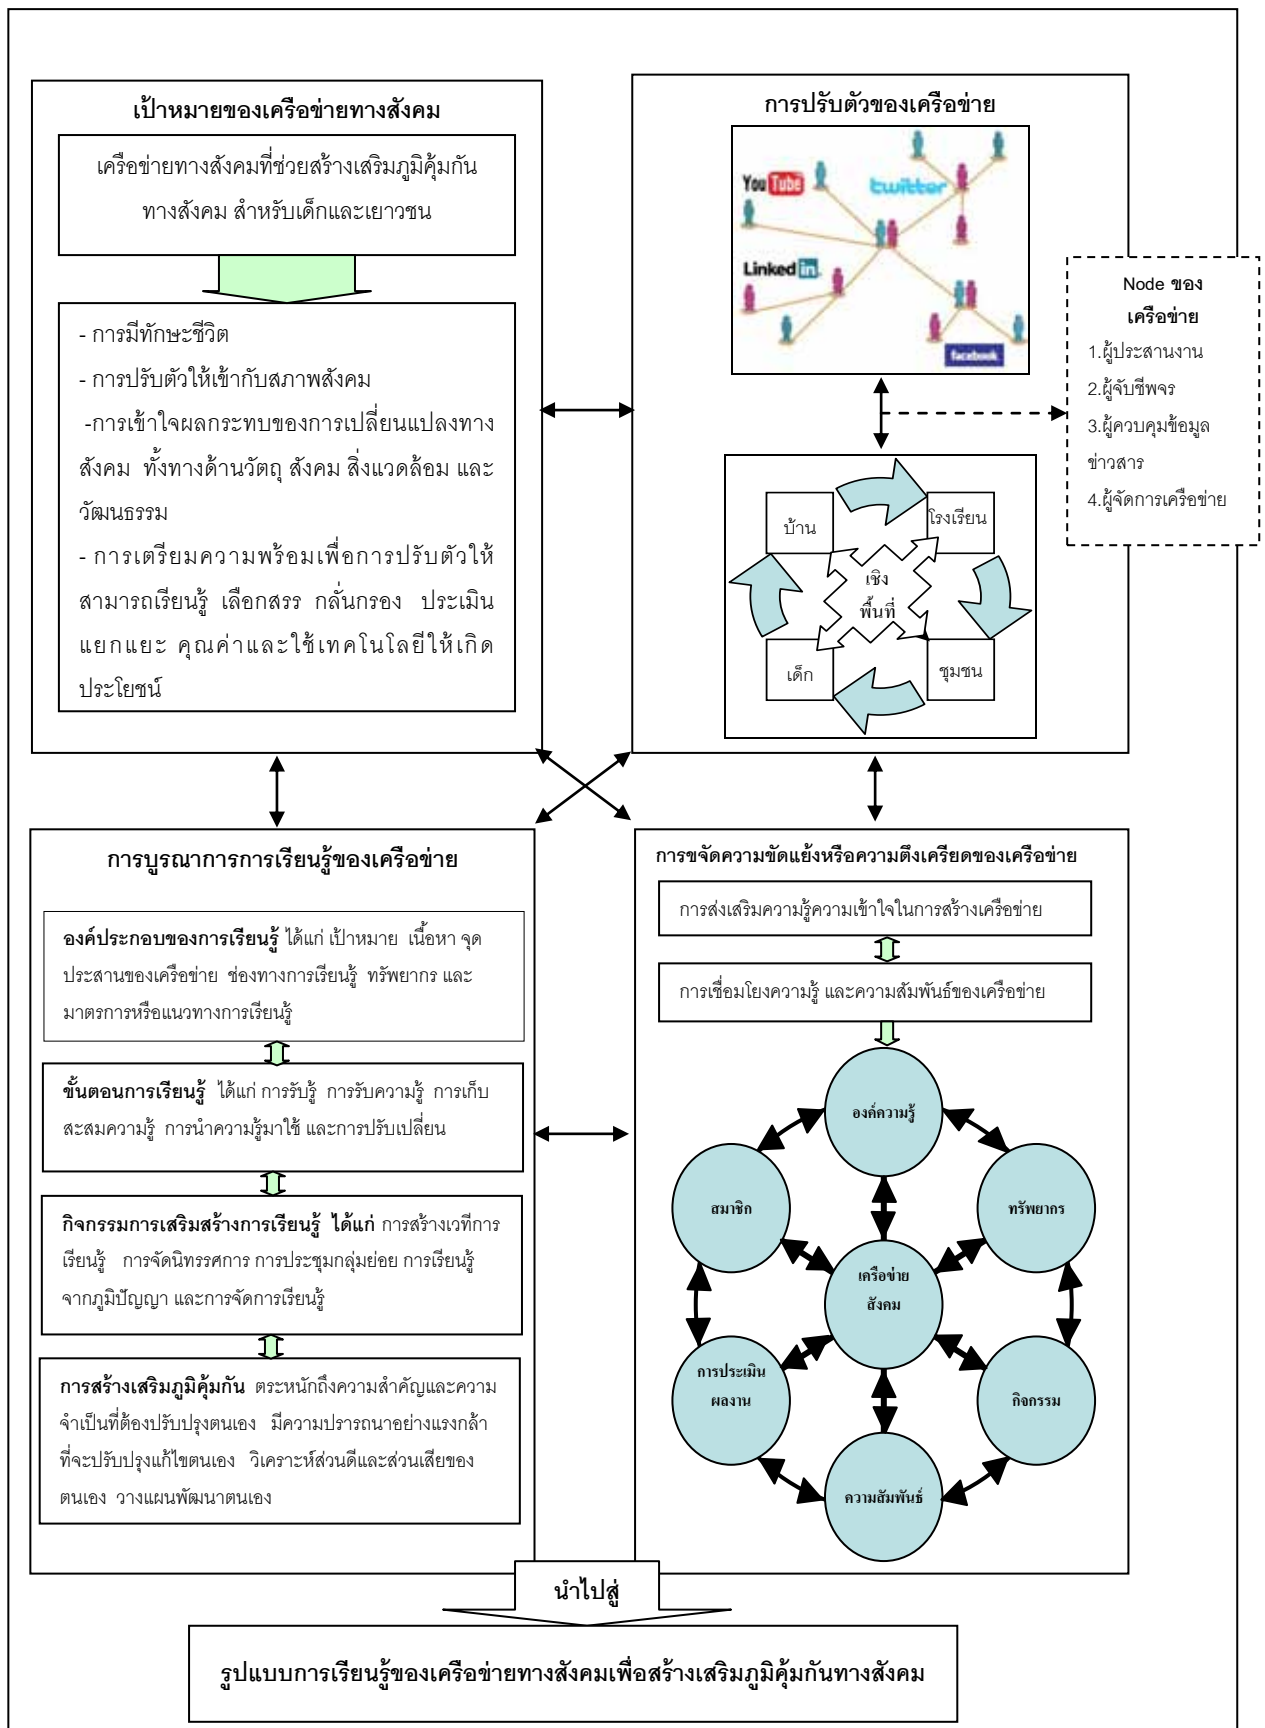 เป้าหมายของเครือข่ายทางสังคม
เครือข่ายทางสังคมที่ช่วยสร้างเสริมภูมิคุ้มกัน
ทางสังคม สำหรับเด็กและเยาวชน
- การมีทักษะชีวิต
- การปรับตัวให้เข้ากับสภาพสังคม
-การเข้าใจผลกระทบของการเปลี่ยนแปลงทาง
สังคม ทั้งทางด้านวัตถุ สังคม สิ่งแวดล้อม และ
วัฒนธรรม
- การเตรียมความพร้อมเพื่อการปรับตัวให้
สามารถเรียนรู้ เลือกสรร กลั่นกรอง ประเมิน
แยกแยะ คุณค่าและใช้เทคโนโลยีให้เกิด
ประโยชน์
การปรับตัวของเครือข่าย
You Tube
twitter
Linked in
facebook
Node ของ
เครือข่าย
1.ผู้ประสานงาน
2.ผู้จับชีพจร
3.ผู้ควบคุมข้อมูล
ข่าวสาร
4.ผู้จัดการเครือข่าย
บ้าน
โรงเรียน
เชิง
พื้นที่
เด็ก
ชุมชน
การบูรณาการการเรียนรู้ของเครือข่าย
องค์ประกอบของการเรียนรู้ ได้แก่ เป้าหมาย เนื้อหา จุด
ประสานของเครือข่าย ช่องทางการเรียนรู้ ทรัพยากร และ
มาตรการหรือแนวทางการเรียนรู้
ขั้นตอนการเรียนรู้ ได้แก่ การรับรู้ การรับความรู้ การเก็บ
สะสมความรู้ การนำความรู้มาใช้ และการปรับเปลี่ยน
กิจกรรมการเสริมสร้างการเรียนรู้ ได้แก่ การสร้างเวทีการ
เรียนรู้ การจัดนิทรรศการ การประชุมกลุ่มย่อย การเรียนรู้
จากภูมิปัญญา และการจัดการเรียนรู้
การสร้างเสริมภูมิคุ้มกัน ตระหนักถึงความสำคัญและความ
จำเป็นที่ต้องปรับปรุงตนเอง มีความปรารถนาอย่างแรงกล้า
ที่จะปรับปรุงแก้ไขตนเอง วิเคราะห์ส่วนดีและส่วนเสียของ
ตนเอง วางแผนพัฒนาตนเอง
การขจัดความขัดแย้งหรือความตึงเครียดของเครือข่าย
การส่งเสริมความรู้ความเข้าใจในการสร้างเครือข่าย
การเชื่อมโยงความรู้ และความสัมพันธ์ของเครือข่าย
องค์ความรู้
สมาชิก
ทรัพยากร
เครือข่าย
สังคม
การประเมิน
ผลงาน
กิจกรรม
ความสัมพันธ์
นำไปสู่
รูปแบบการเรียนรู้ของเครือข่ายทางสังคมเพื่อสร้างเสริมภูมิคุ้มกันทางสังคม